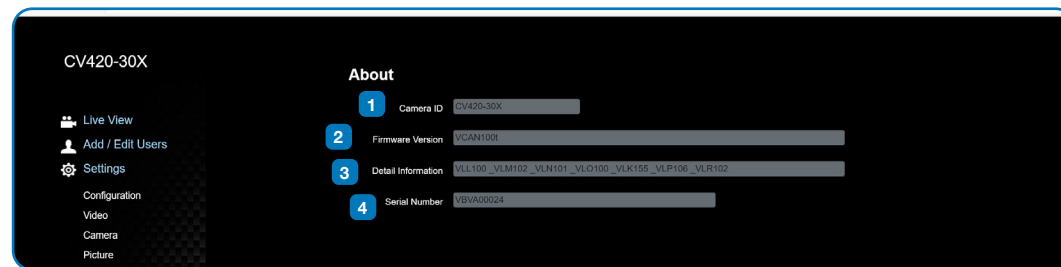 CV420-30X
About
1 Camera ID CV420-30X
Live View
2 Firmware Version VCAN100t
Add / Edit Users
3 Detail Information VLL100 _VLM102 _VLN101 _VLO100 _VLK155 _VLP106 _VLR102
Settings
Configuration
4 Serial Number VBVA00024
Video
Camera
Picture